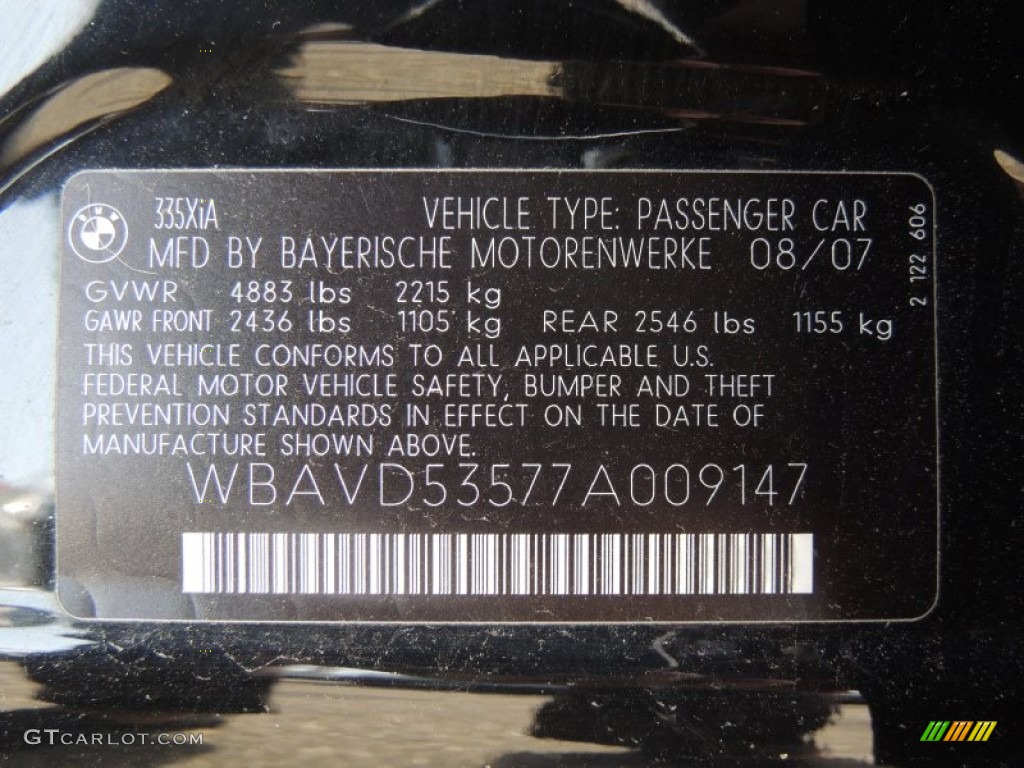 335XiA VEHICLE TYPE: PASSENGER CAR
MFD BY BAYERISCHE MOTORENWERKE 08/07
GVWR 4883 lbs 2215 kg
GAWR FRONT 2436 lbs 1105 kg REAR 2546 lbs 1155 kg
THIS VEHICLE CONFORMS TO ALL APPLICABLE U.S.
FEDERAL MOTOR VEHICLE SAFETY, BUMPER AND THEFT
PREVENTION STANDARDS IN EFFECT ON THE DATE OF
MANUFACTURE SHOWN ABOVE.
WBAVD53577A009147
2 122 606
BMW
GTCARLOT.COM